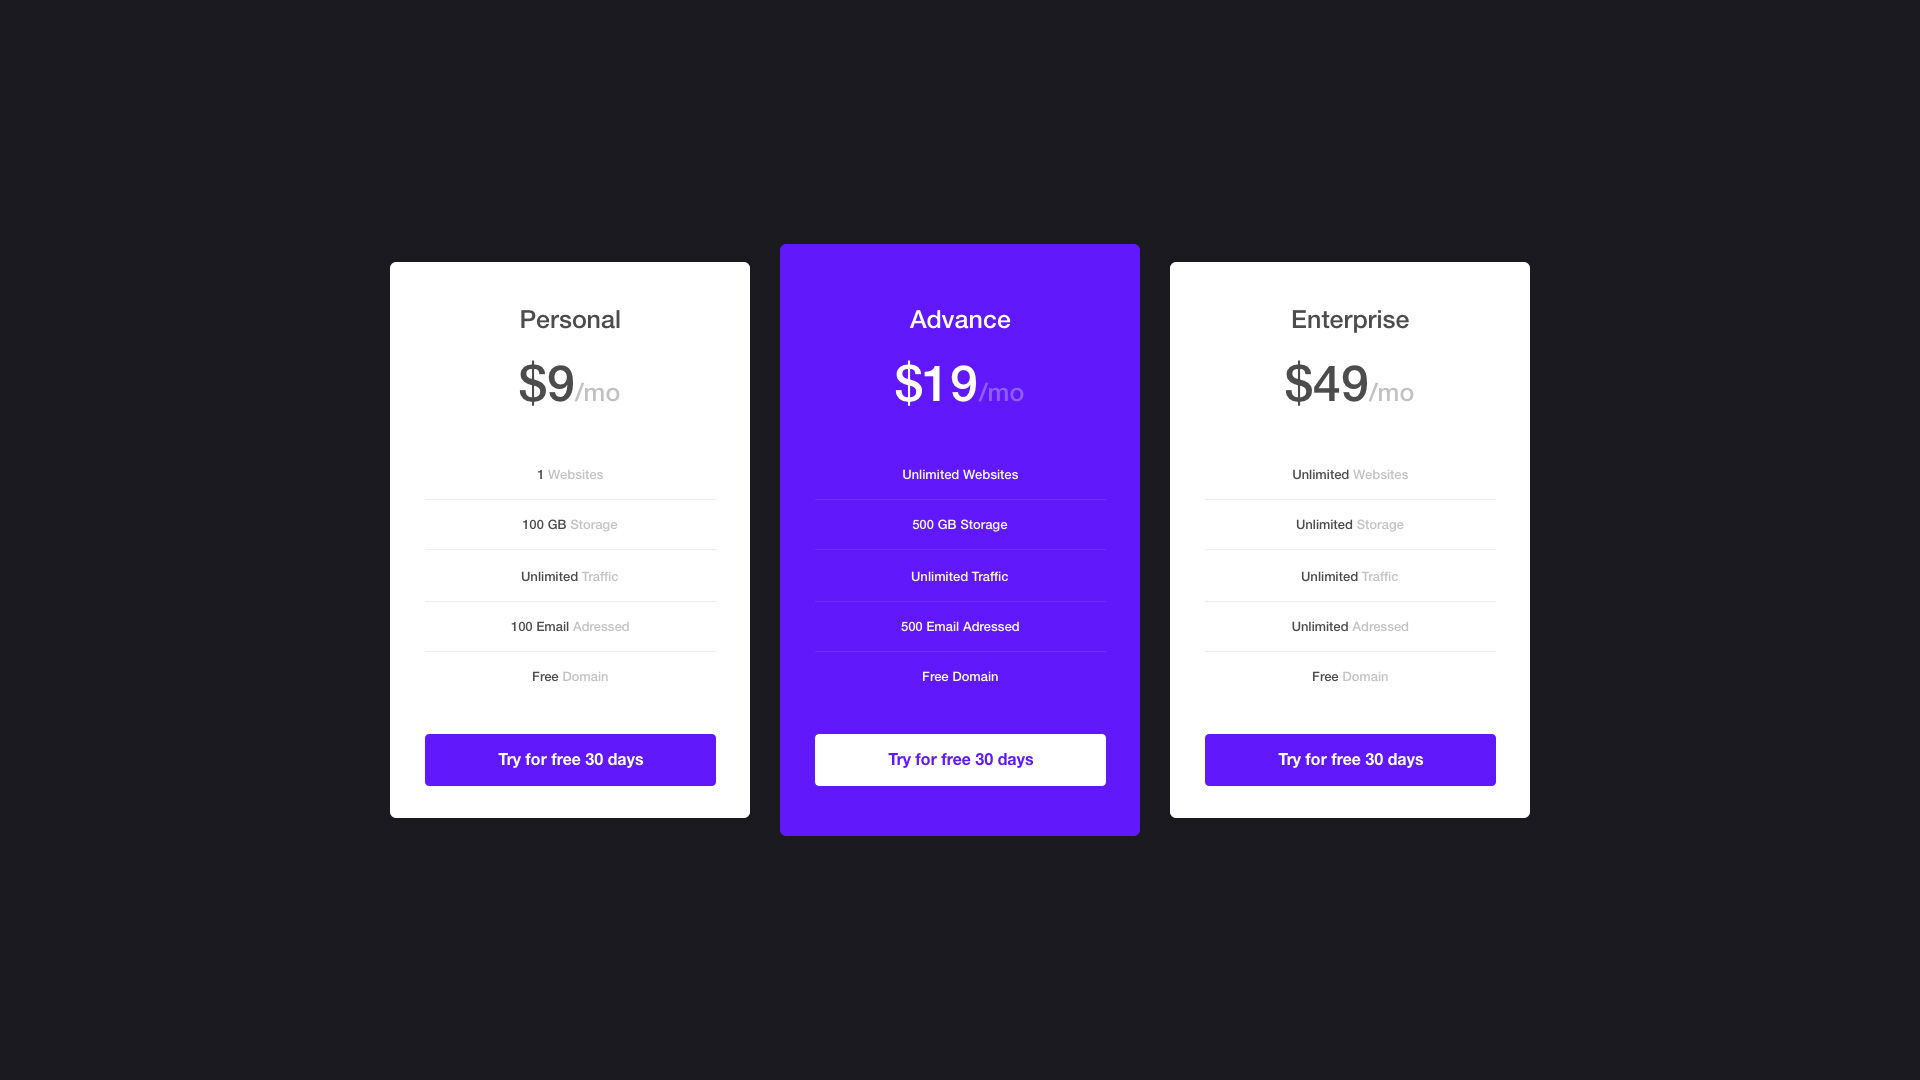 Personal
$9/mo
1 Websites
100 GB Storage
Unlimited Traffic
100 Email Adressed
Free Domain
Try for free 30 days
Advance
$19/mo
Unlimited Websites
500 GB Storage
Unlimited Traffic
500 Email Adressed
Free Domain
Try for free 30 days
Enterprise
$49/mo
Unlimited Websites
Unlimited Storage
Unlimited Traffic
Unlimited Adressed
Free Domain
Try for free 30 days